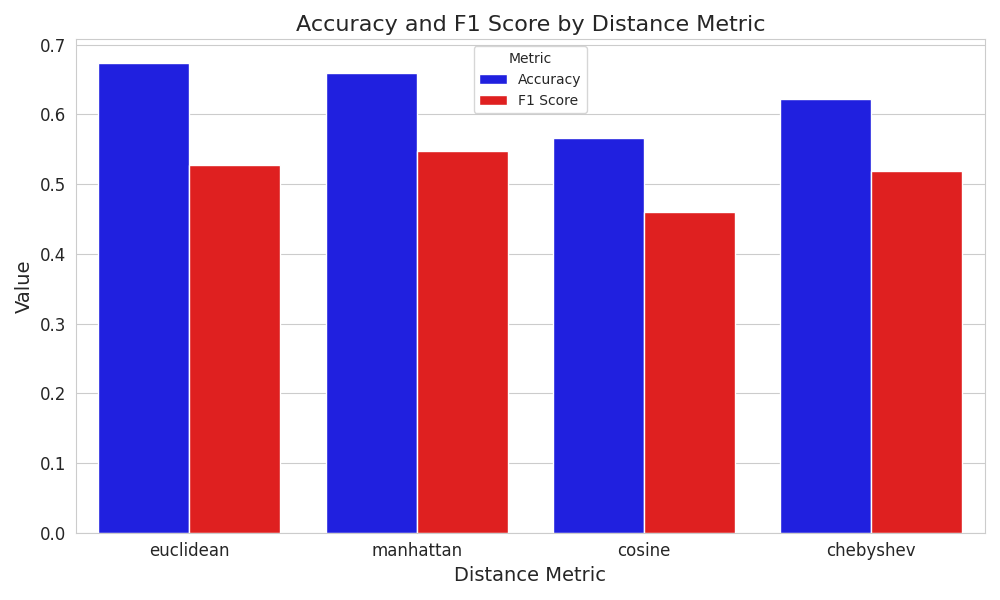 Accuracy and F1 Score by Distance Metric
Metric
Accuracy
F1 Score
Value
0.7
0.6
0.5
0.4
0.3
0.2
0.1
0.0
euclidean manhattan cosine chebyshev
Distance Metric